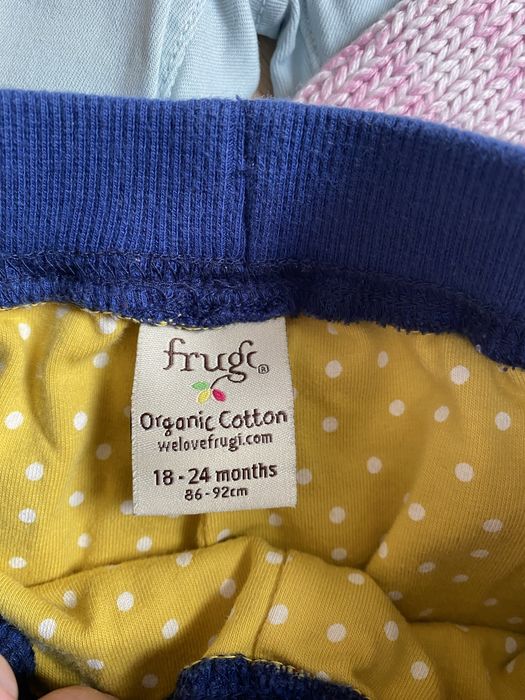 frugi®
Organic Cotton
welovefrugi.com
18 - 24 months
86 - 92cm